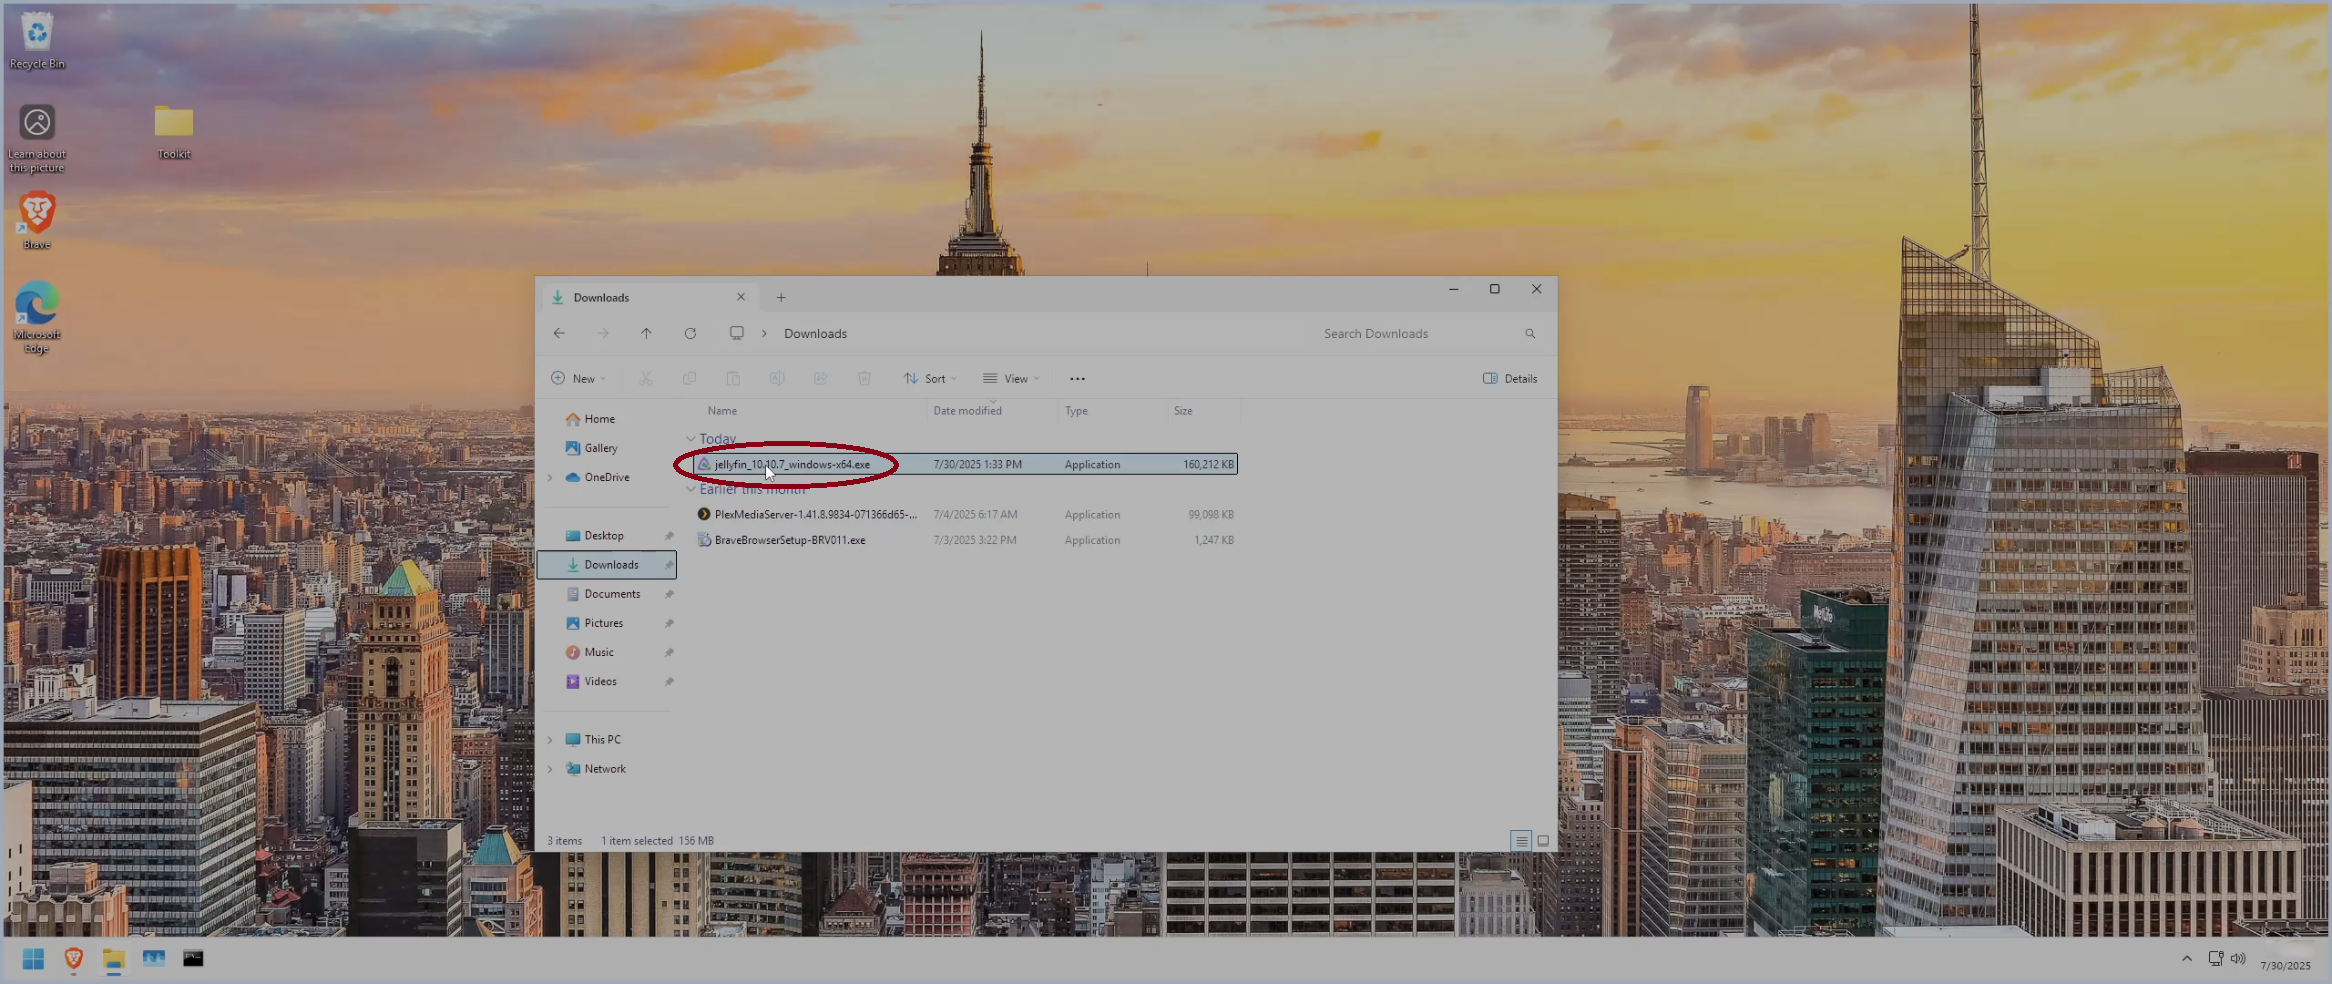 Recycle Bin
Learn about
this picture
Toolkit
Brave
Microsoft
Edge
Downloads
Downloads
Search Downloads
New
Sort
View
Details
Name
Date modified
Type
Size
Home
Gallery
OneDrive
Desktop
Downloads
Documents
Pictures
Music
Videos
This PC
Network
Today
jellyfin_10.10.7_windows-x64.exe 7/30/2025 1:33 PM Application 160,212 KB
Earlier this month
PlexMediaServer-1.41.8.9834-071366d65-... 7/4/2025 6:17 AM Application 99,098 KB
BraveBrowserSetup-BRV011.exe 7/3/2025 3:22 PM Application 1,247 KB
3 items 1 item selected 156 MB
MetLife
7/30/2025